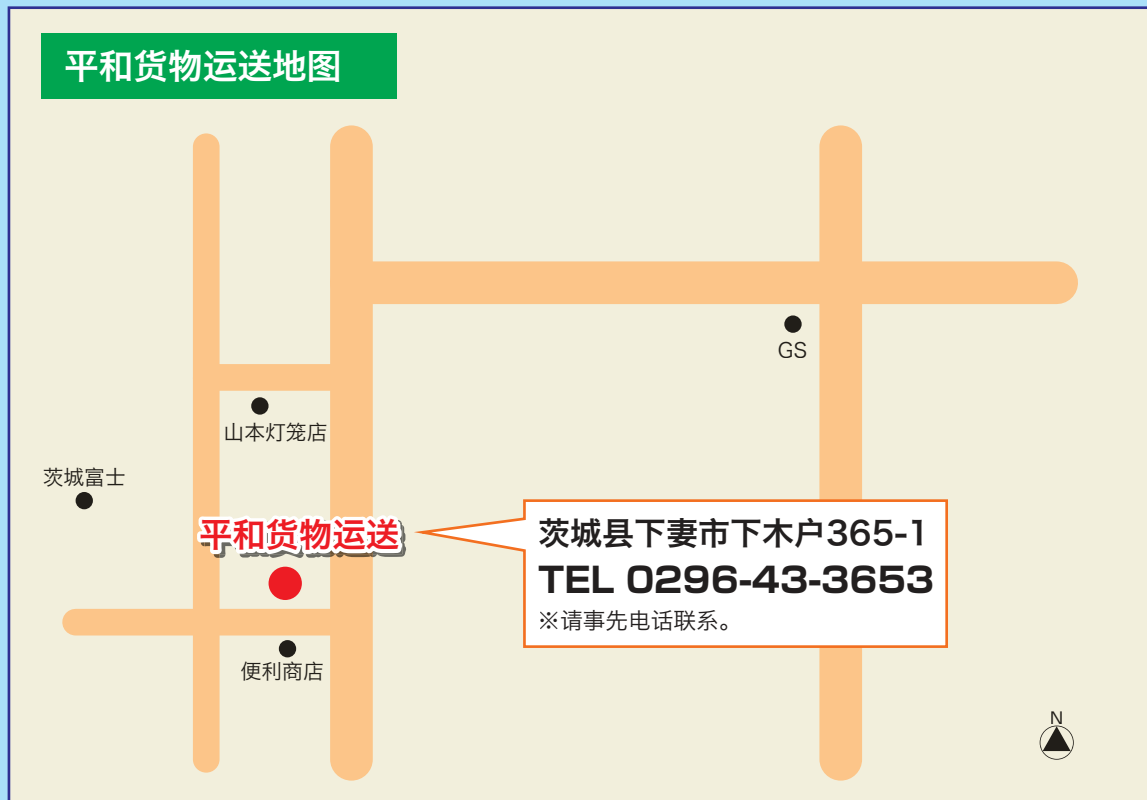 平和货物运送地图
GS
山本灯笼店
茨城富士
平和货物运送
茨城县下妻市下木户365-1
TEL 0296-43-3653
※请事先电话联系。
便利商店
N